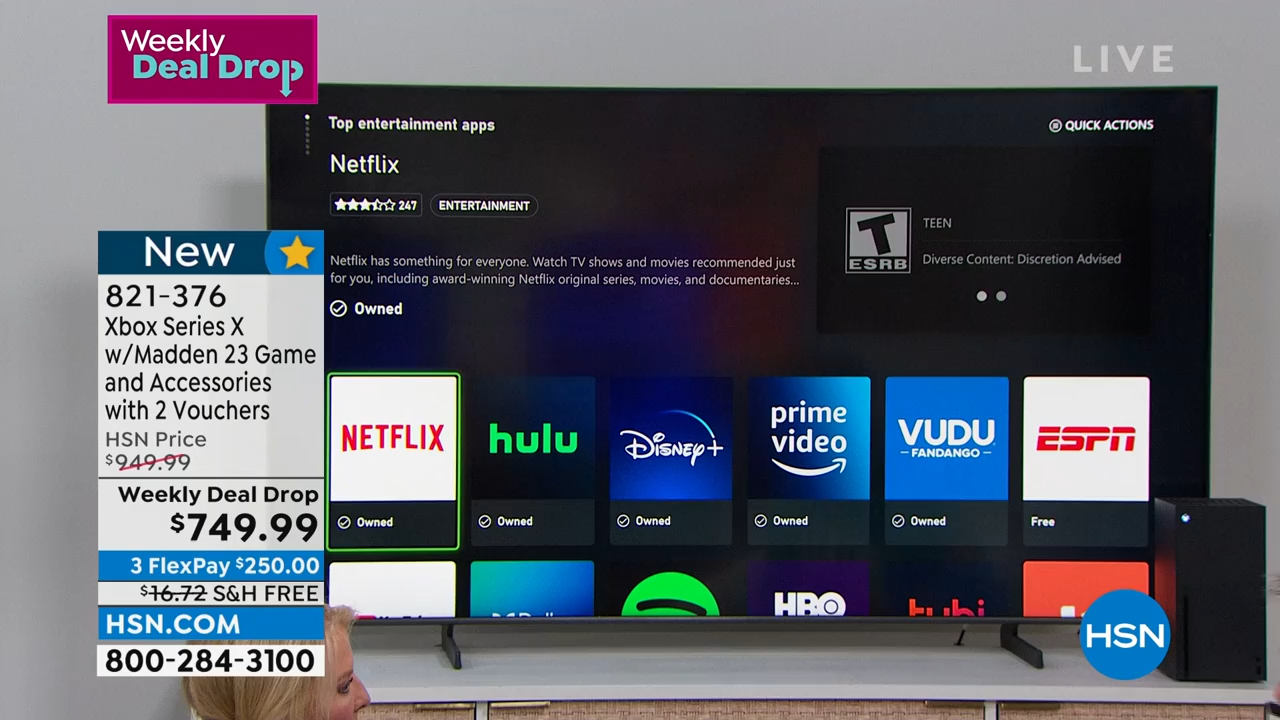 Weekly
Deal Drop
LIVE
Top entertainment apps
QUICK ACTIONS
Netflix
247
ENTERTAINMENT
T
ESRB
TEEN
Diverse Content: Discretion Advised
Netflix has something for everyone. Watch TV shows and movies recommended just
for you, including award-winning Netflix original series, movies, and documentaries...
Owned
NETFLIX
hulu
Disney+
prime
video
VUDU
FANDANGO
ESPN
Owned
Owned
Owned
Owned
Owned
Free
HBO
tubi
New
821-376
Xbox Series X
w/Madden 23 Game
and Accessories
with 2 Vouchers
HSN Price
$949.99
Weekly Deal Drop
$749.99
3 FlexPay $250.00
$16.72 S&H FREE
HSN.COM
800-284-3100
HSN